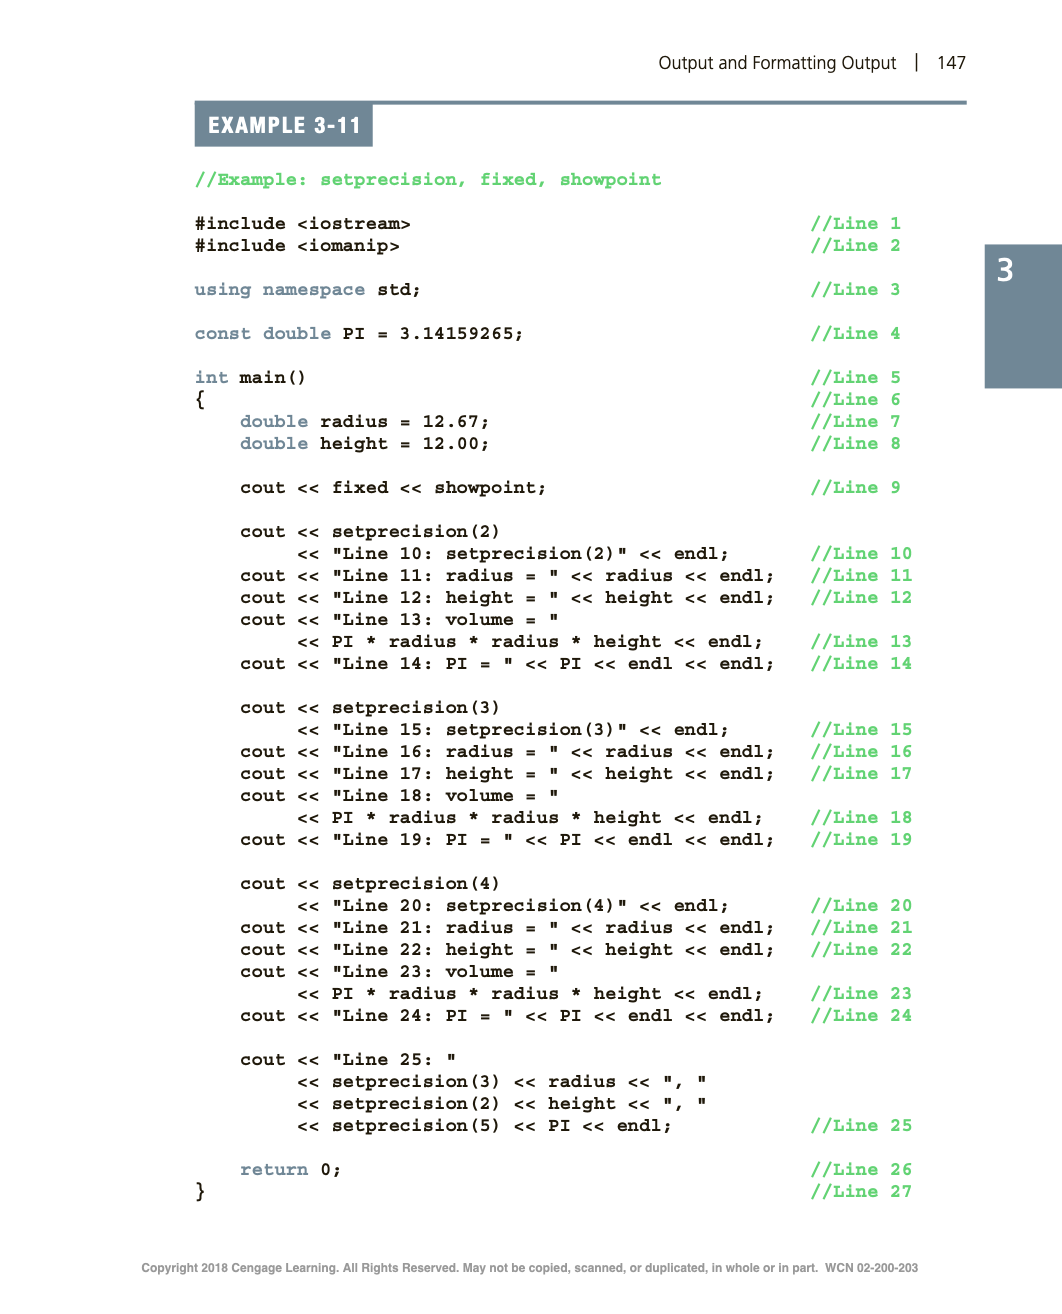 Output and Formatting Output | 147
EXAMPLE 3-11
//Example: setprecision, fixed, showpoint
#include <iostream> //Line 1
#include <iomanip> //Line 2
3
using namespace std; //Line 3
const double PI = 3.14159265; //Line 4
int main() //Line 5
{ //Line 6
double radius = 12.67; //Line 7
double height = 12.00; //Line 8
cout << fixed << showpoint; //Line 9
cout << setprecision(2)
<< "Line 10: setprecision(2)" << endl; //Line 10
cout << "Line 11: radius = " << radius << endl; //Line 11
cout << "Line 12: height = " << height << endl; //Line 12
cout << "Line 13: volume = "
<< PI * radius * radius * height << endl; //Line 13
cout << "Line 14: PI = " << PI << endl << endl; //Line 14
cout << setprecision(3)
<< "Line 15: setprecision(3)" << endl; //Line 15
cout << "Line 16: radius = " << radius << endl; //Line 16
cout << "Line 17: height = " << height << endl; //Line 17
cout << "Line 18: volume = "
<< PI * radius * radius * height << endl; //Line 18
cout << "Line 19: PI = " << PI << endl << endl; //Line 19
cout << setprecision(4)
<< "Line 20: setprecision(4)" << endl; //Line 20
cout << "Line 21: radius = " << radius << endl; //Line 21
cout << "Line 22: height = " << height << endl; //Line 22
cout << "Line 23: volume = "
<< PI * radius * radius * height << endl; //Line 23
cout << "Line 24: PI = " << PI << endl << endl; //Line 24
cout << "Line 25: "
<< setprecision(3) << radius << ", "
<< setprecision(2) << height << ", "
<< setprecision(5) << PI << endl; //Line 25
return 0; //Line 26
} //Line 27
Copyright 2018 Cengage Learning. All Rights Reserved. May not be copied, scanned, or duplicated, in whole or in part. WCN 02-200-203